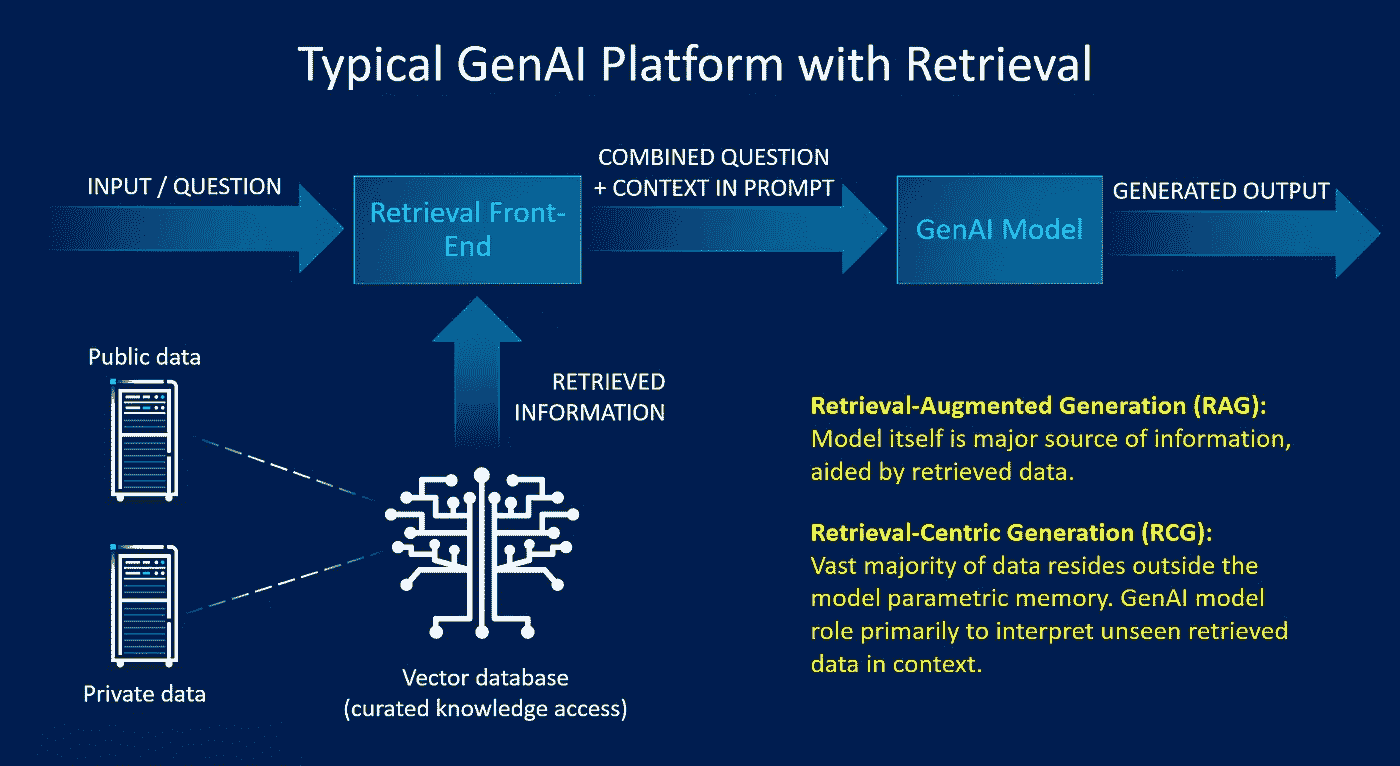 Typical GenAI Platform with Retrieval
INPUT / QUESTION
Retrieval Front-
End
COMBINED QUESTION
+ CONTEXT IN PROMPT
GenAI Model
GENERATED OUTPUT
RETRIEVED
INFORMATION
Public data
Private data
Vector database
(curated knowledge access)
Retrieval-Augmented Generation (RAG):
Model itself is major source of information,
aided by retrieved data.
Retrieval-Centric Generation (RCG):
Vast majority of data resides outside the
model parametric memory. GenAI model
role primarily to interpret unseen retrieved
data in context.